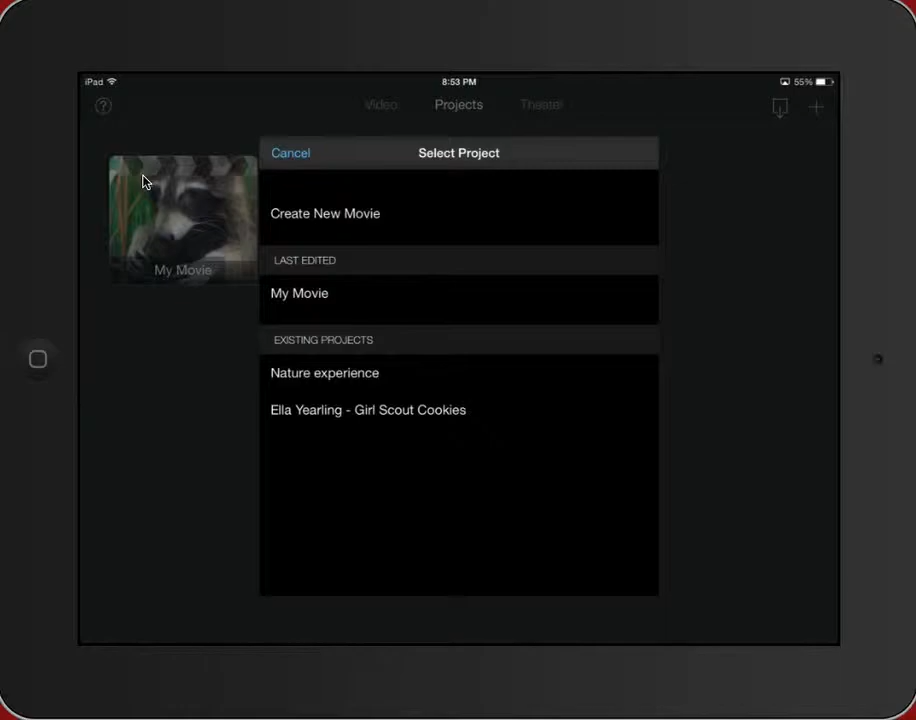 iPad
8:53 PM
55%
?
Video
Projects
Theater
Cancel
Select Project
Create New Movie
LAST EDITED
My Movie
EXISTING PROJECTS
Nature experience
Ella Yearling - Girl Scout Cookies
My Movie